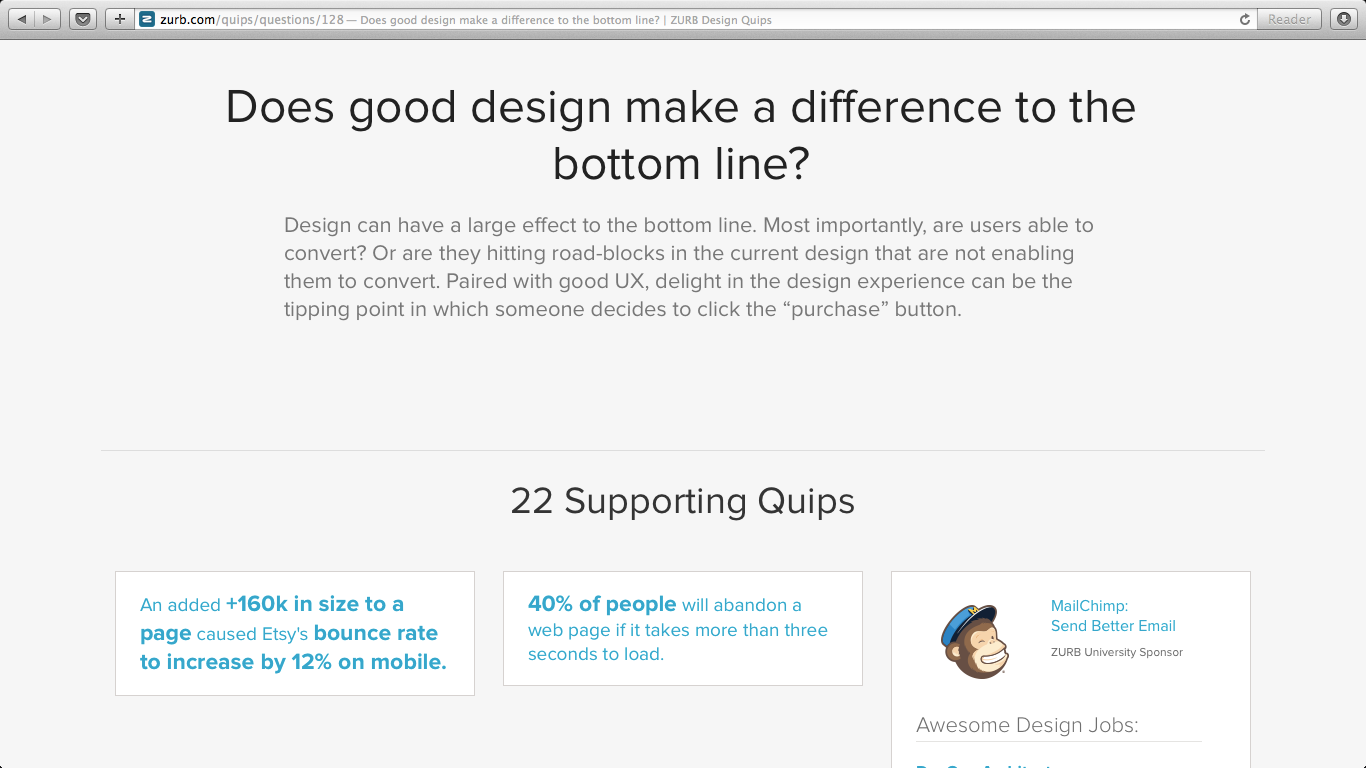 zurb.com/quips/questions/128 — Does good design make a difference to the bottom line? | ZURB Design Quips
Reader
Does good design make a difference to the
bottom line?
Design can have a large effect to the bottom line. Most importantly, are users able to
convert? Or are they hitting road-blocks in the current design that are not enabling
them to convert. Paired with good UX, delight in the design experience can be the
tipping point in which someone decides to click the “purchase” button.
22 Supporting Quips
An added +160k in size to a
page caused Etsy's bounce rate
to increase by 12% on mobile.
40% of people will abandon a
web page if it takes more than three
seconds to load.
MailChimp:
Send Better Email
ZURB University Sponsor
Awesome Design Jobs: